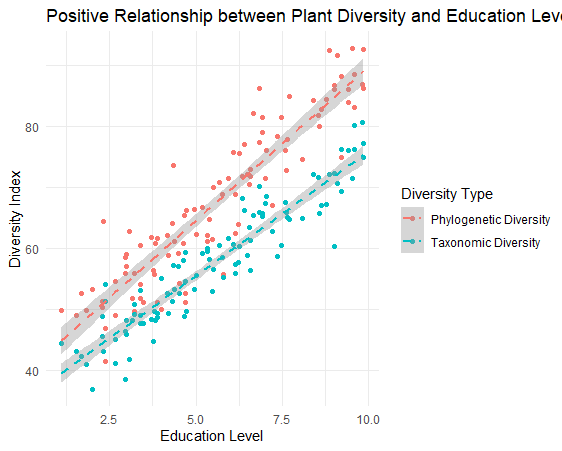 Positive Relationship between Plant Diversity and Education Leve
Diversity Index
80
60
40
2.5 5.0 7.5 10.0
Education Level
Diversity Type
Phylogenetic Diversity
Taxonomic Diversity